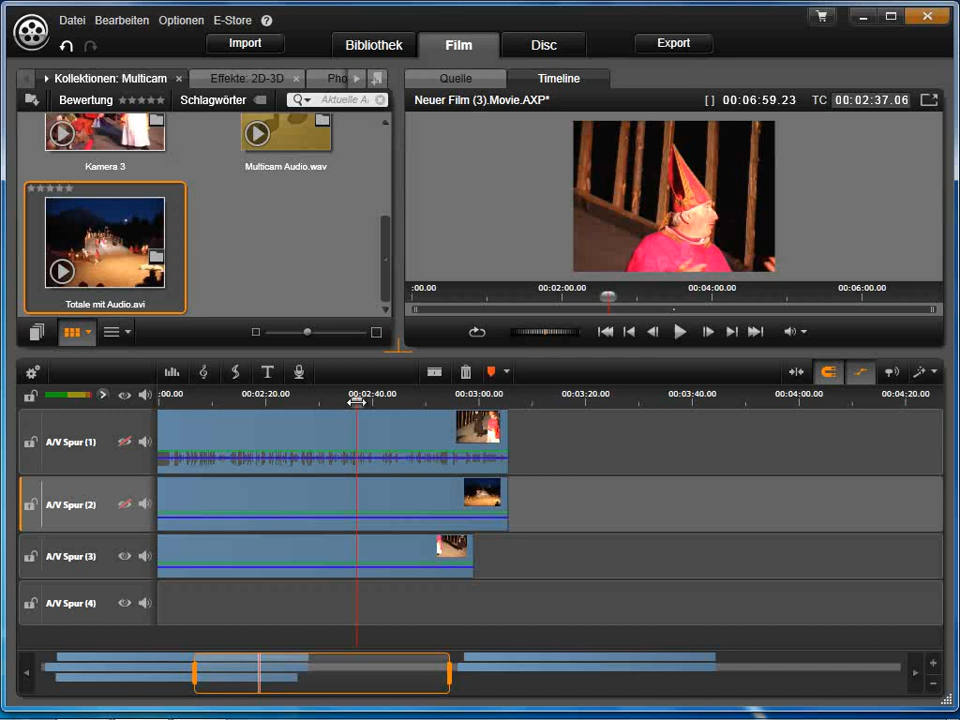 Datei Bearbeiten Optionen E-Store ?
Import Bibliothek Film Disc Export
Kollektionen: Multicam × Effekte: 2D-3D × Pho
Quelle Timeline
Bewertung Schlagwörter Aktuelle A
Neuer Film (3).Movie.AXP* [ ] 00:06:59.23 TC 00:02:37.06
Kamera 3 Multicam Audio.wav
Totale mit Audio.avi
:00.00 00:02:00.00 00:04:00.00 00:06:00.00
:00.00 00:02:20.00 00:02:40.00 00:03:00.00 00:03:20.00 00:03:40.00 00:04:00.00 00:04:20.00
A/V Spur (1)
A/V Spur (2)
A/V Spur (3)
A/V Spur (4)